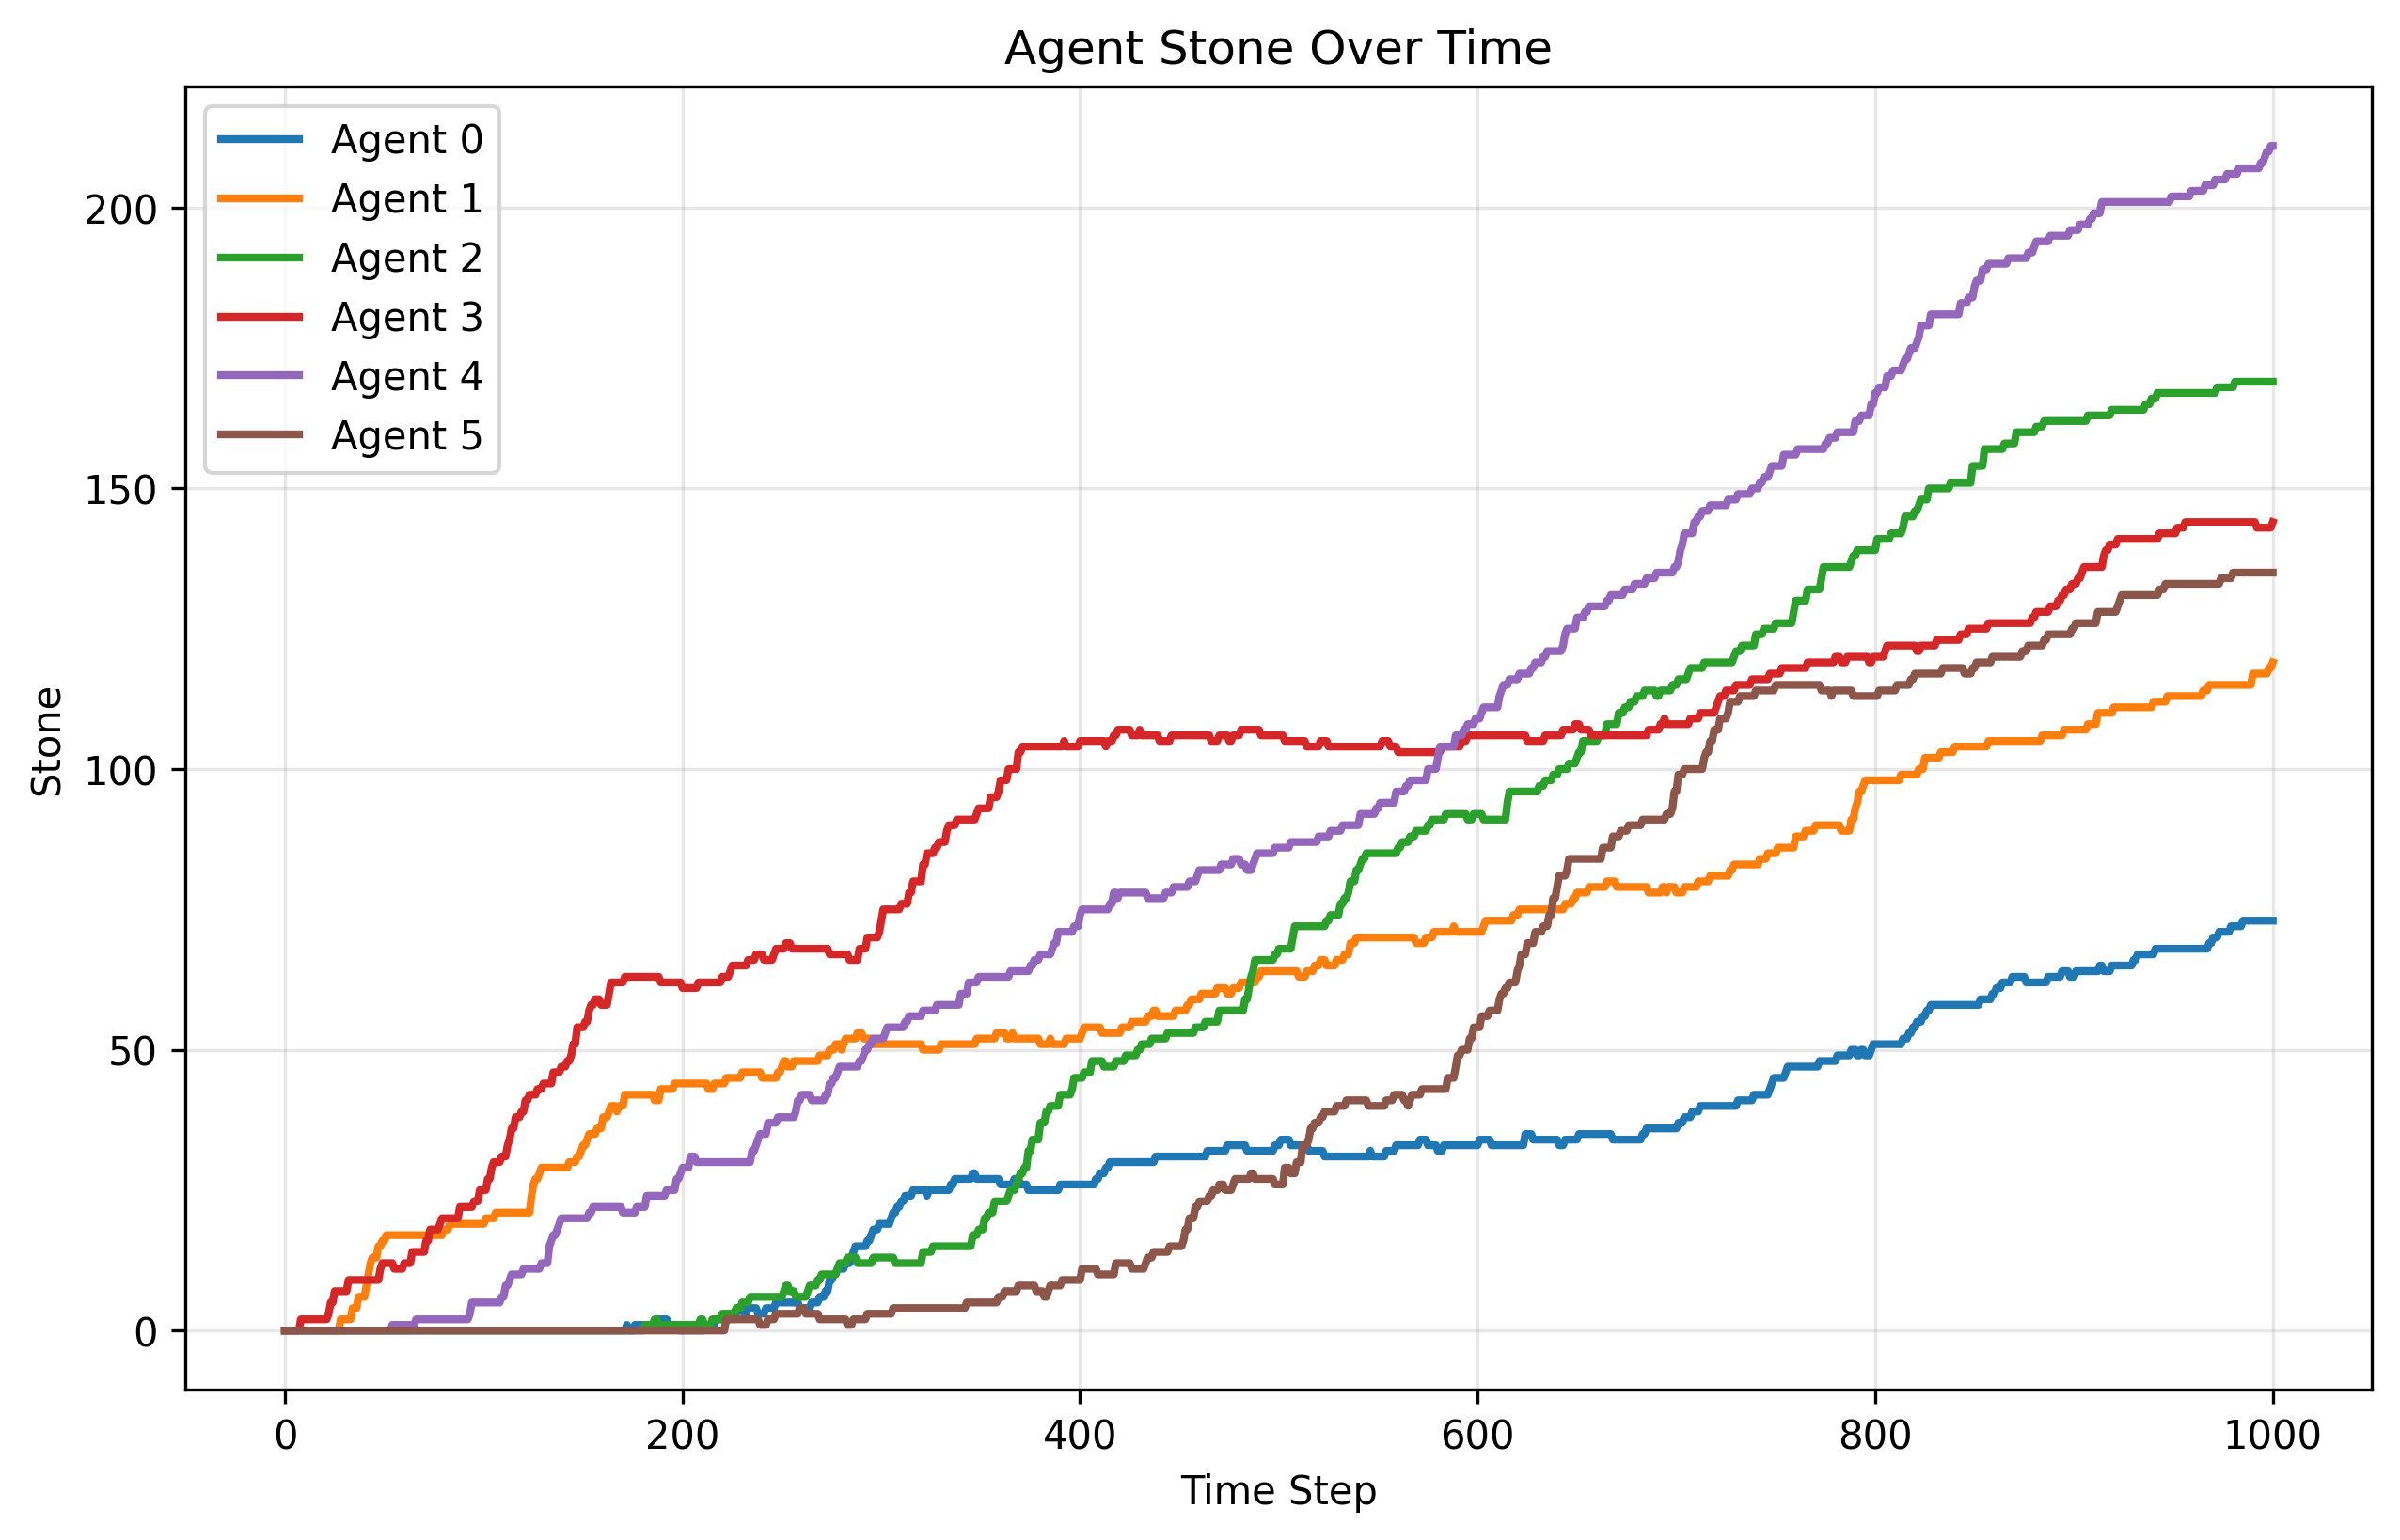 Agent Stone Over Time
Agent 0
Agent 1
Agent 2
Agent 3
Agent 4
Agent 5
200
150
100
50
0
Stone
0 200 400 600 800 1000
Time Step